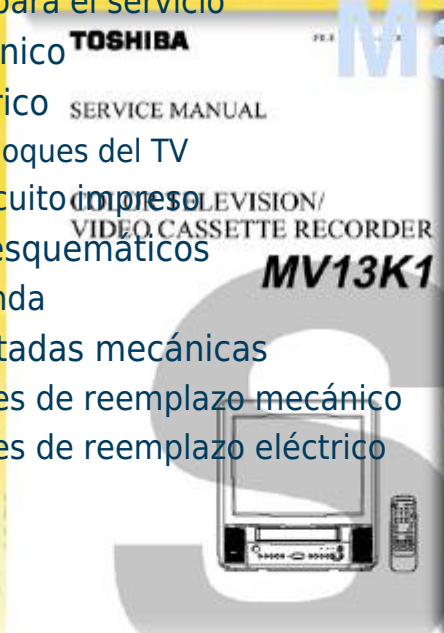 para el servicio
nico
TOSHIBA
Ma
rico
SERVICE MANUAL
oques del TV
cuito impreso
COLOR TELEVISION/
VIDEO CASSETTE RECORDER
esquemáticos
MV13K1
nda
tadas mecánicas
es de reemplazo mecánico
es de reemplazo eléctrico
S